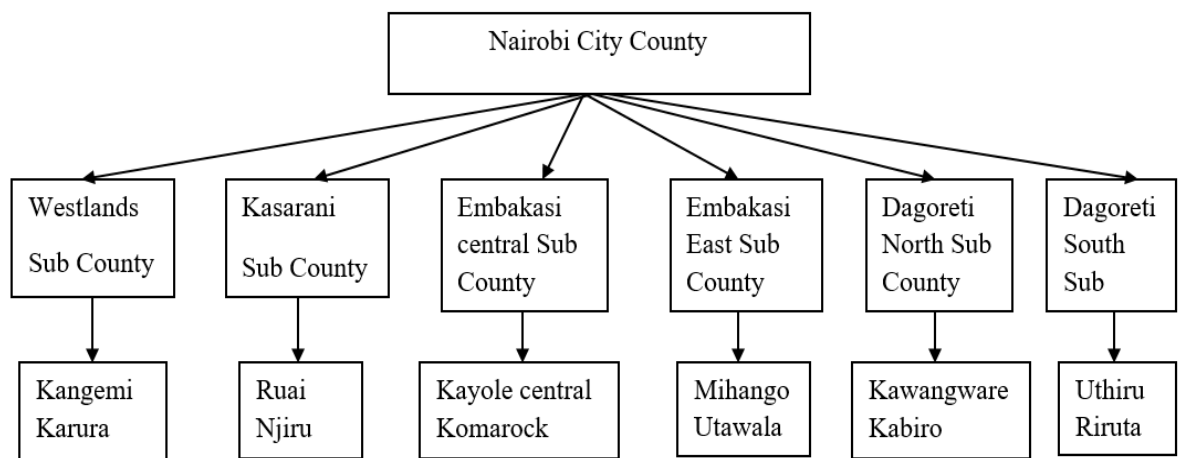 Nairobi City County
Westlands
Sub County
Kasarani
Sub County
Embakasi
central Sub
County
Embakasi
East Sub
County
Dagoreti
North Sub
County
Dagoreti
South
Sub
Kangemi
Karura
Ruai
Njiru
Kayole central
Komarock
Mihango
Utawala
Kawangware
Kabiro
Uthiru
Riruta